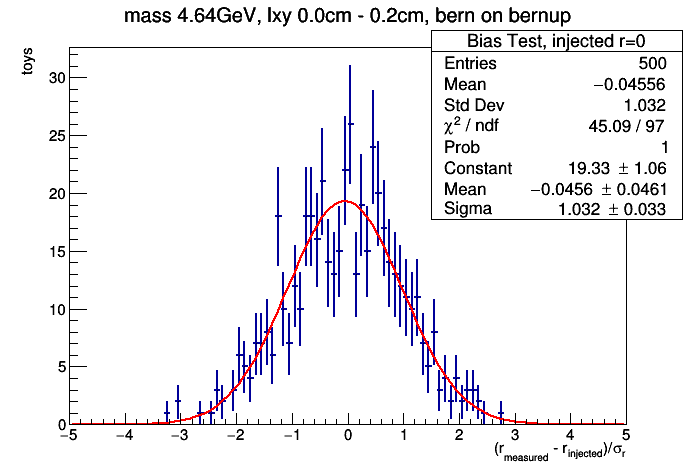 mass 4.64GeV, lxy 0.0cm - 0.2cm, bern on bernup
Bias Test, injected r=0
Entries 500
Mean −0.04556
Std Dev 1.032
χ² / ndf 45.09 / 97
Prob 1
Constant 19.33 ± 1.06
Mean −0.0456 ± 0.0461
Sigma 1.032 ± 0.033
toys
30
25
20
15
10
5
0
−5 −4 −3 −2 −1 0 1 2 3 4 5
(r_measured - r_injected)/σ_r